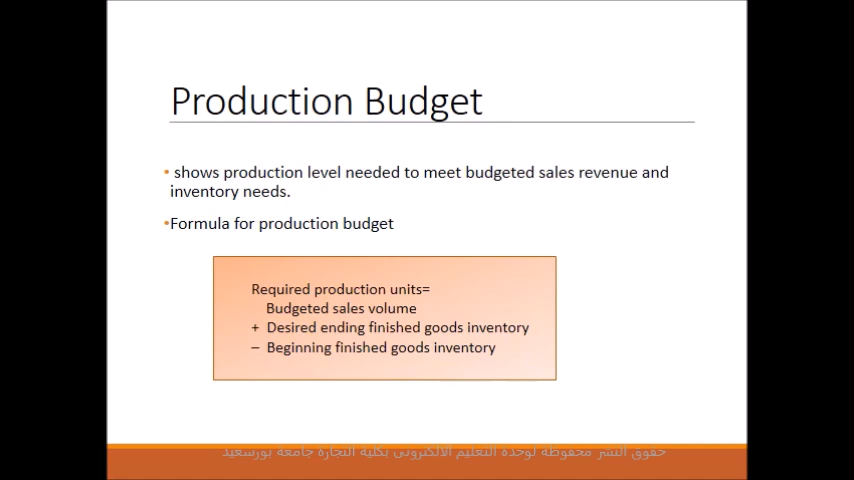 Production Budget
• shows production level needed to meet budgeted sales revenue and
inventory needs.
•Formula for production budget
Required production units=
Budgeted sales volume
+ Desired ending finished goods inventory
– Beginning finished goods inventory
حقوق النشر محفوظة لوحدة التعليم الالكترونى بكلية التجارة جامعة بورسعيد